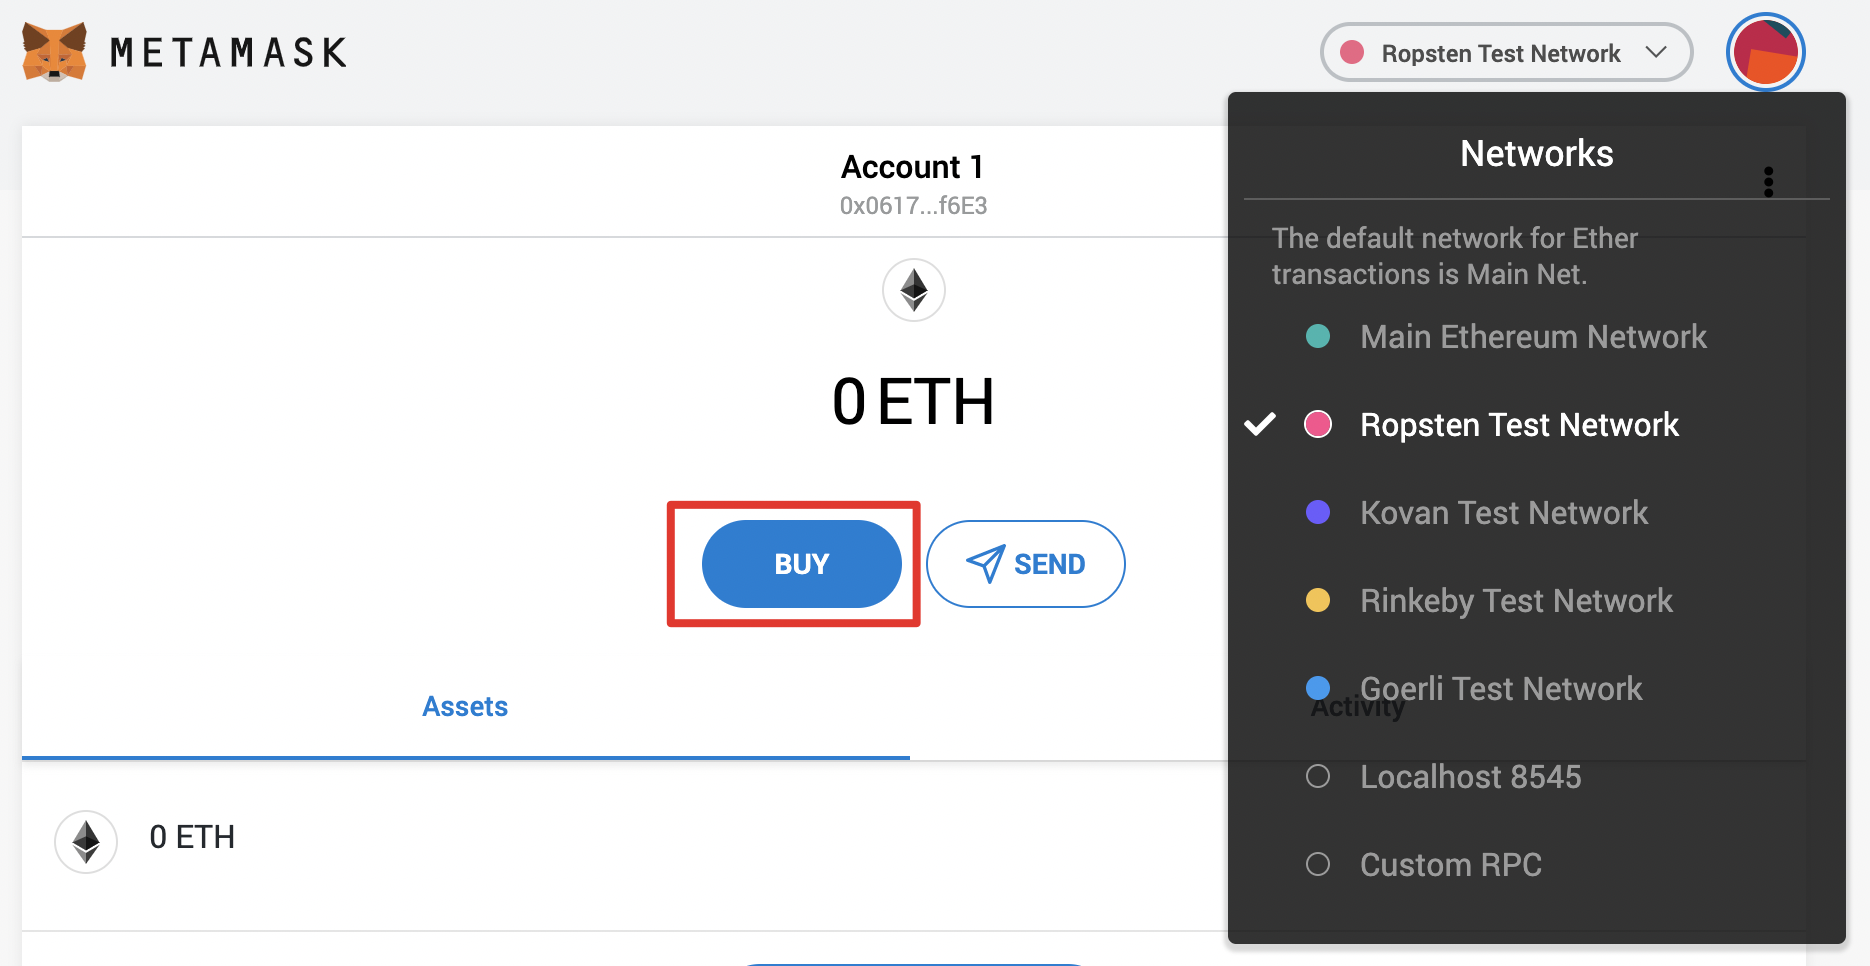 METAMASK
Ropsten Test Network
Account 1
0x0617...f6E3
0 ETH
BUY
SEND
Assets
Activity
0 ETH
Networks
The default network for Ether
transactions is Main Net.
Main Ethereum Network
Ropsten Test Network
Kovan Test Network
Rinkeby Test Network
Goerli Test Network
Localhost 8545
Custom RPC